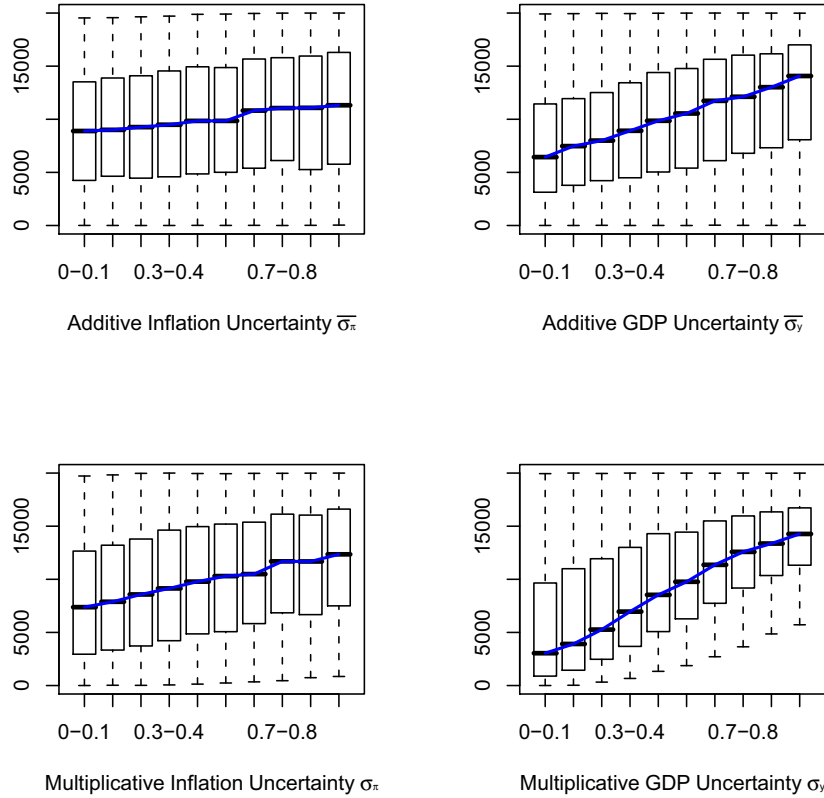 0 5000 15000
0−0.1 0.3−0.4 0.7−0.8
Additive Inflation Uncertainty σ̅π
0 5000 15000
0−0.1 0.3−0.4 0.7−0.8
Additive GDP Uncertainty σ̅y
0 5000 15000
0−0.1 0.3−0.4 0.7−0.8
Multiplicative Inflation Uncertainty σπ
0 5000 15000
0−0.1 0.3−0.4 0.7−0.8
Multiplicative GDP Uncertainty σy